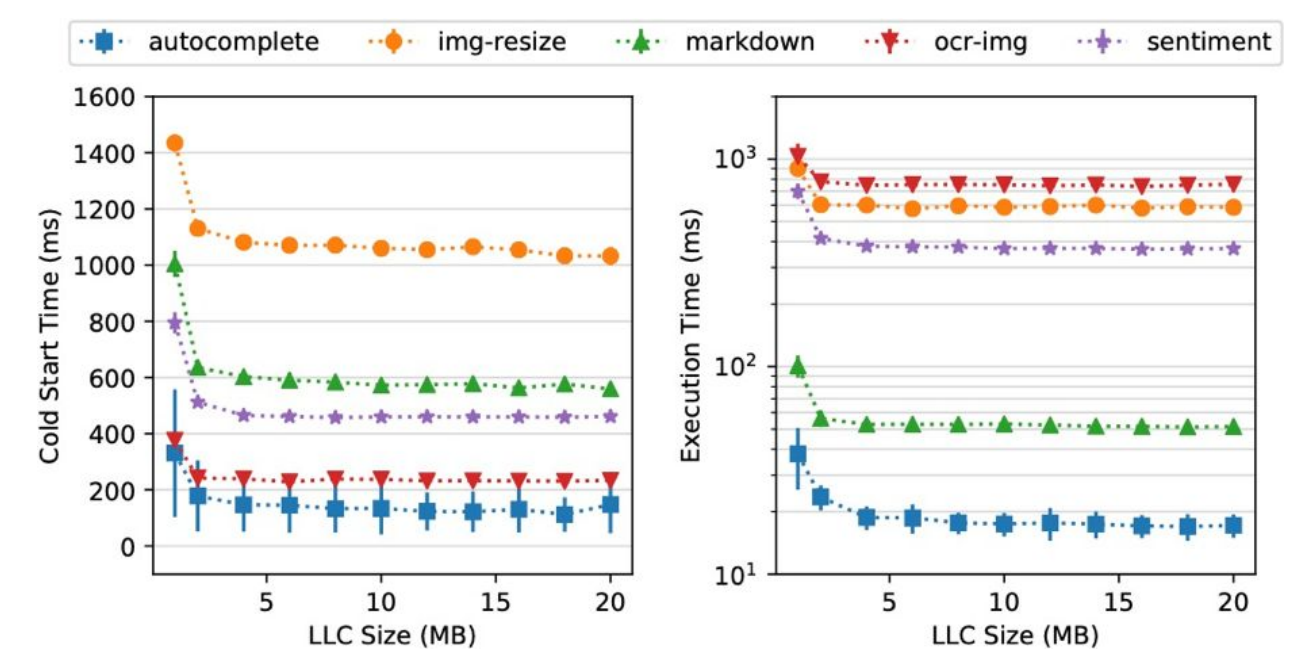 autocomplete img-resize markdown ocr-img sentiment
Cold Start Time (ms)
1600
1400
1200
1000
800
600
400
200
0
5 10 15 20
LLC Size (MB)
Execution Time (ms)
10³
10²
10¹
5 10 15 20
LLC Size (MB)